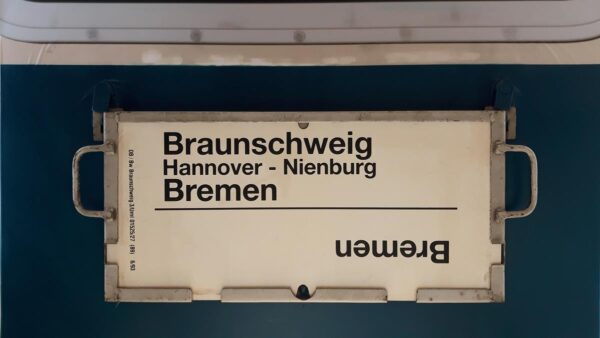 Braunschweig
Hannover - Nienburg
Bremen
Bremen